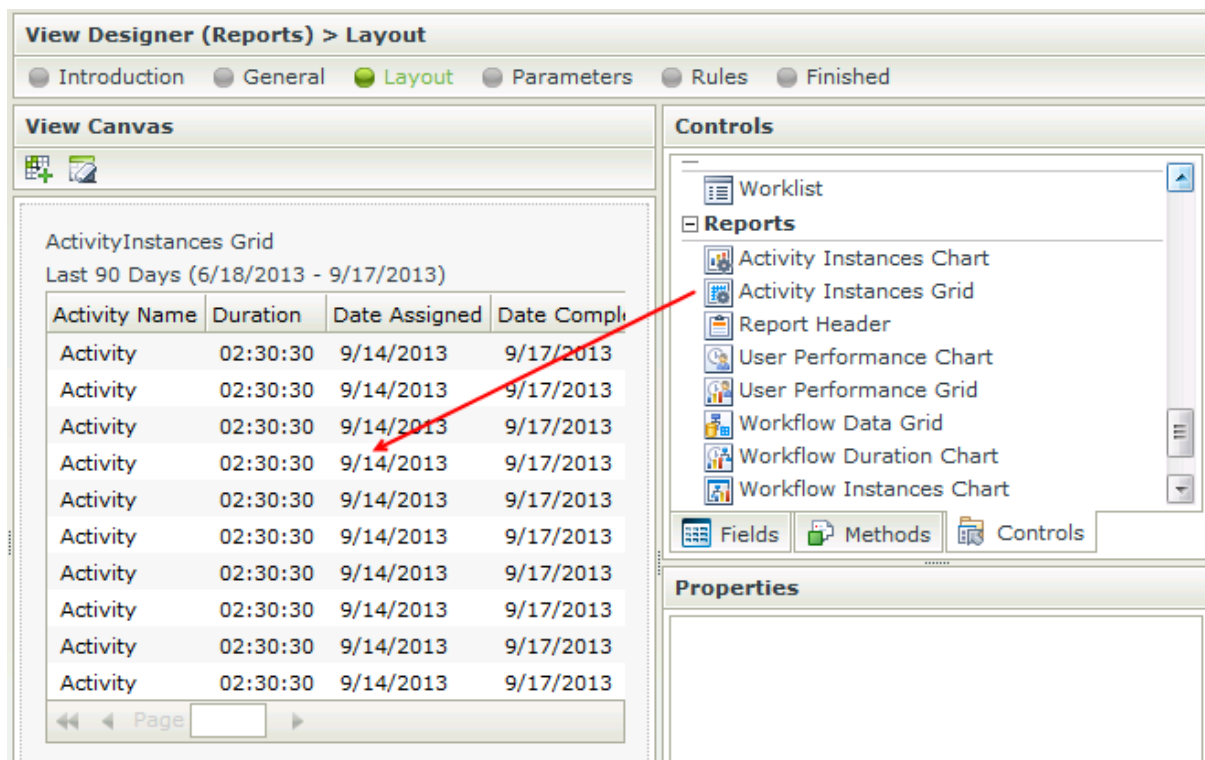 View Designer (Reports) > Layout
Introduction General Layout Parameters Rules Finished
View Canvas
ActivityInstances Grid
Last 90 Days (6/18/2013 - 9/17/2013)
Activity Name Duration Date Assigned Date Comple
Activity 02:30:30 9/14/2013 9/17/2013
Activity 02:30:30 9/14/2013 9/17/2013
Activity 02:30:30 9/14/2013 9/17/2013
Activity 02:30:30 9/14/2013 9/17/2013
Activity 02:30:30 9/14/2013 9/17/2013
Activity 02:30:30 9/14/2013 9/17/2013
Activity 02:30:30 9/14/2013 9/17/2013
Activity 02:30:30 9/14/2013 9/17/2013
Activity 02:30:30 9/14/2013 9/17/2013
Activity 02:30:30 9/14/2013 9/17/2013
Page
Controls
Worklist
Reports
Activity Instances Chart
Activity Instances Grid
Report Header
User Performance Chart
User Performance Grid
Workflow Data Grid
Workflow Duration Chart
Workflow Instances Chart
Fields Methods Controls
Properties